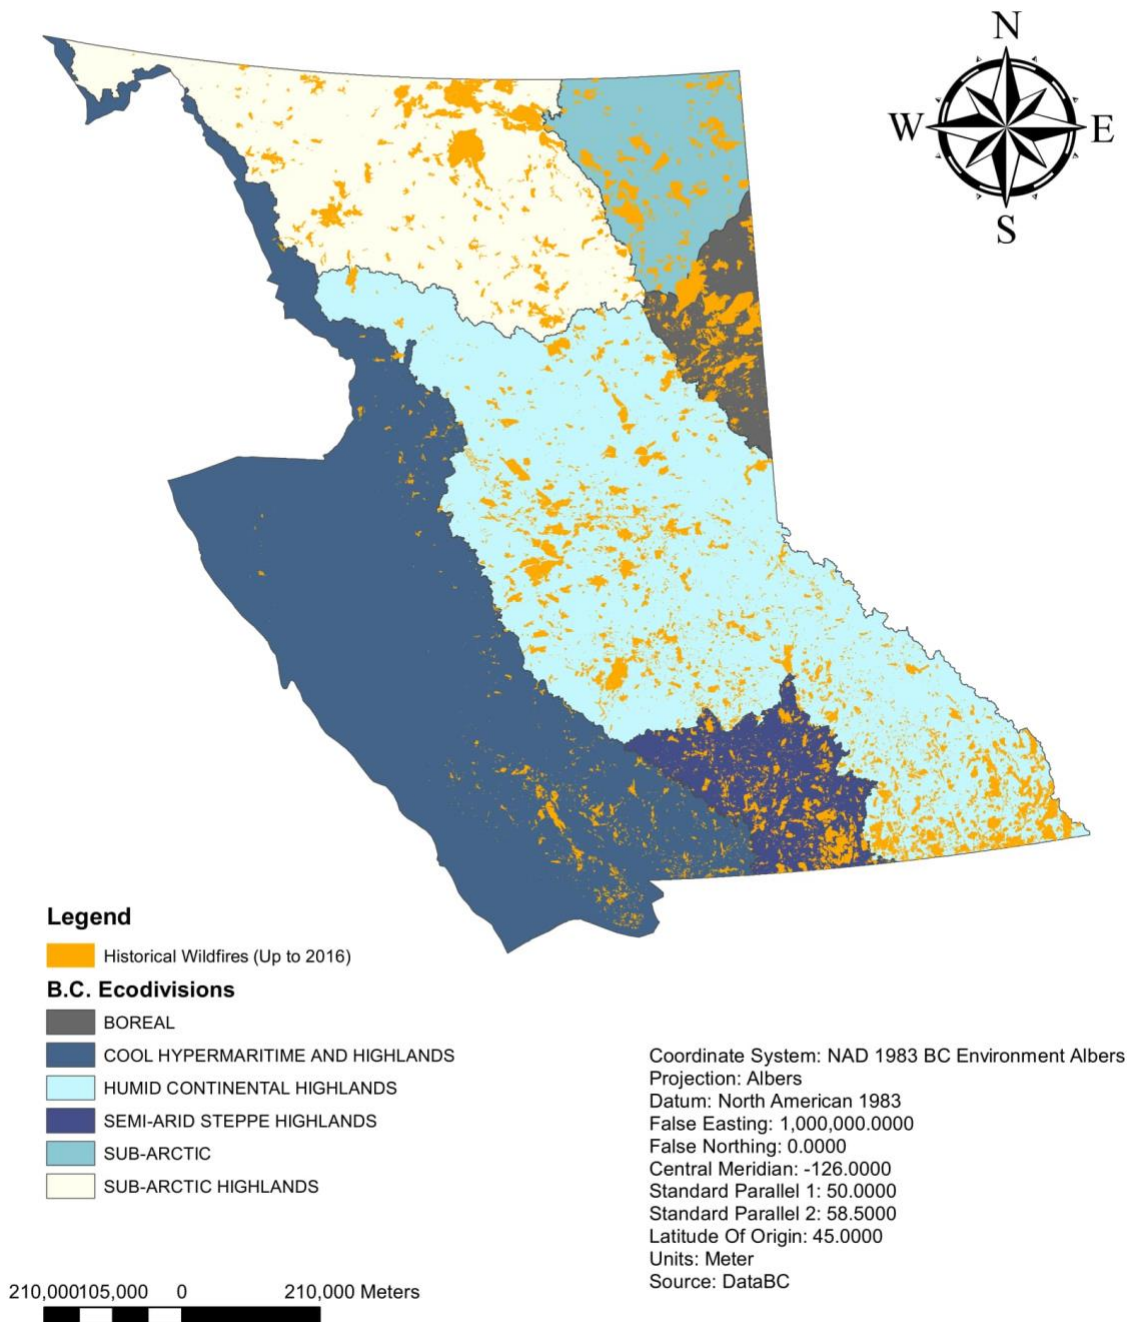 N
W
E
S
Legend
Historical Wildfires (Up to 2016)
B.C. Ecodivisions
BOREAL
COOL HYPERMARITIME AND HIGHLANDS
HUMID CONTINENTAL HIGHLANDS
SEMI-ARID STEPPE HIGHLANDS
SUB-ARCTIC
SUB-ARCTIC HIGHLANDS
Coordinate System: NAD 1983 BC Environment Albers
Projection: Albers
Datum: North American 1983
False Easting: 1,000,000.0000
False Northing: 0.0000
Central Meridian: -126.0000
Standard Parallel 1: 50.0000
Standard Parallel 2: 58.5000
Latitude Of Origin: 45.0000
Units: Meter
Source: DataBC
210,000105,000 0 210,000 Meters